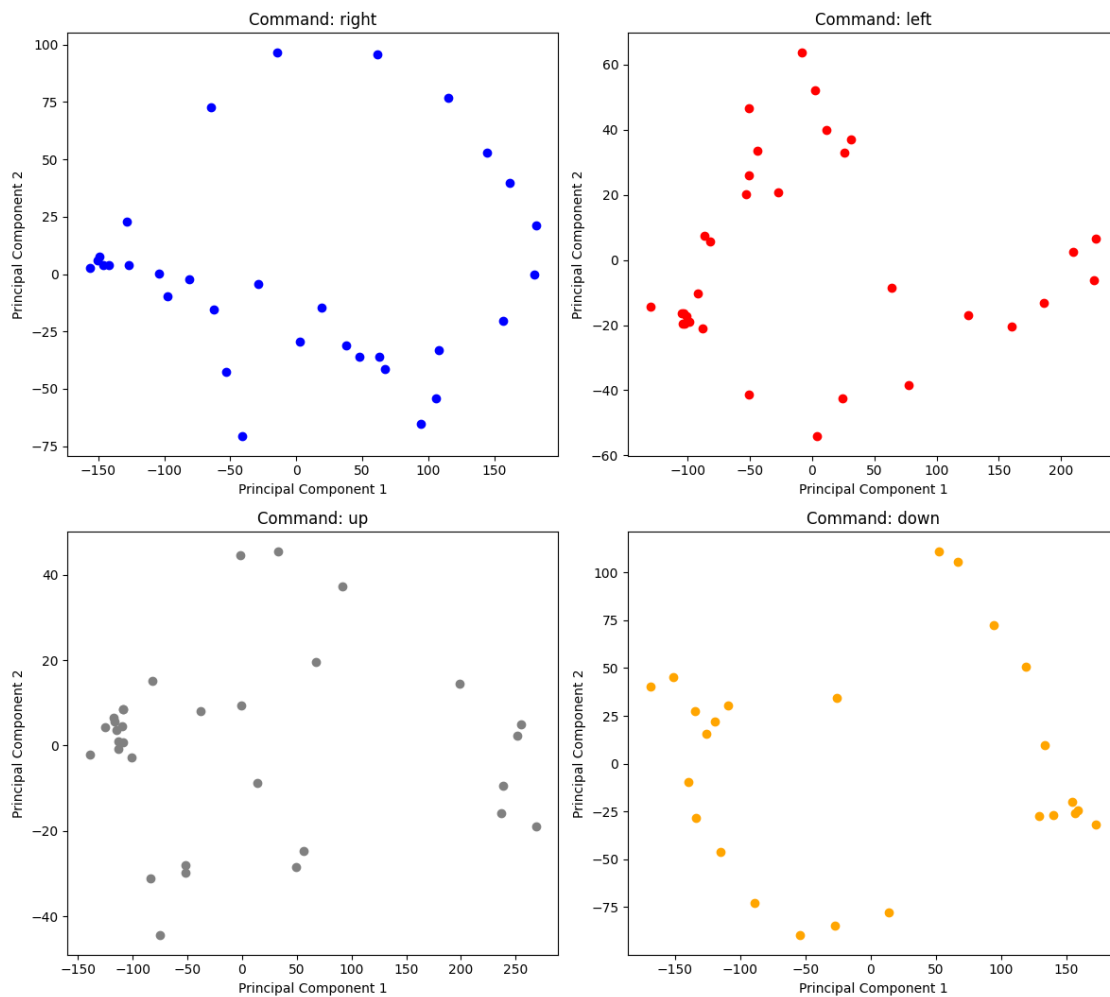 Command: right
100
75
50
25
0
−25
−50
−75
Principal Component 2
−150 −100 −50 0 50 100 150
Principal Component 1
Command: left
60
40
20
0
−20
−40
−60
Principal Component 2
−100 −50 0 50 100 150 200
Principal Component 1
Command: up
40
20
0
−20
−40
Principal Component 2
−150 −100 −50 0 50 100 150 200 250
Principal Component 1
Command: down
100
75
50
25
0
−25
−50
−75
Principal Component 2
−150 −100 −50 0 50 100 150
Principal Component 1